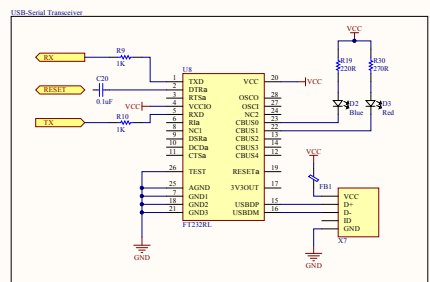 USB-Serial Transceiver
VCC
RX
R9
1K
U8
R19
220R
R30
270R
RESET
C20
0.1uF
VCC
TX
R10
1K
1 TXD
2 DTRa
3 RTSa
4 VCCIO
5 RXD
6 RIa
8 NC1
9 DSRa
10 DCDa
11 CTSa
26 TEST
25 AGND
7 GND1
18 GND2
21 GND3
VCC 20
VCC
OSCO 28
OSCI 27
NC2 24
CBUS0 23
CBUS1 22
CBUS2 13
CBUS3 14
CBUS4 12
RESETa 19
3V3OUT 17
USBDP 15
USBDM 16
FT232RL
D2
Blue
D3
Red
VCC
FB1
VCC
D+
D-
ID
GND
X7
GND
GND